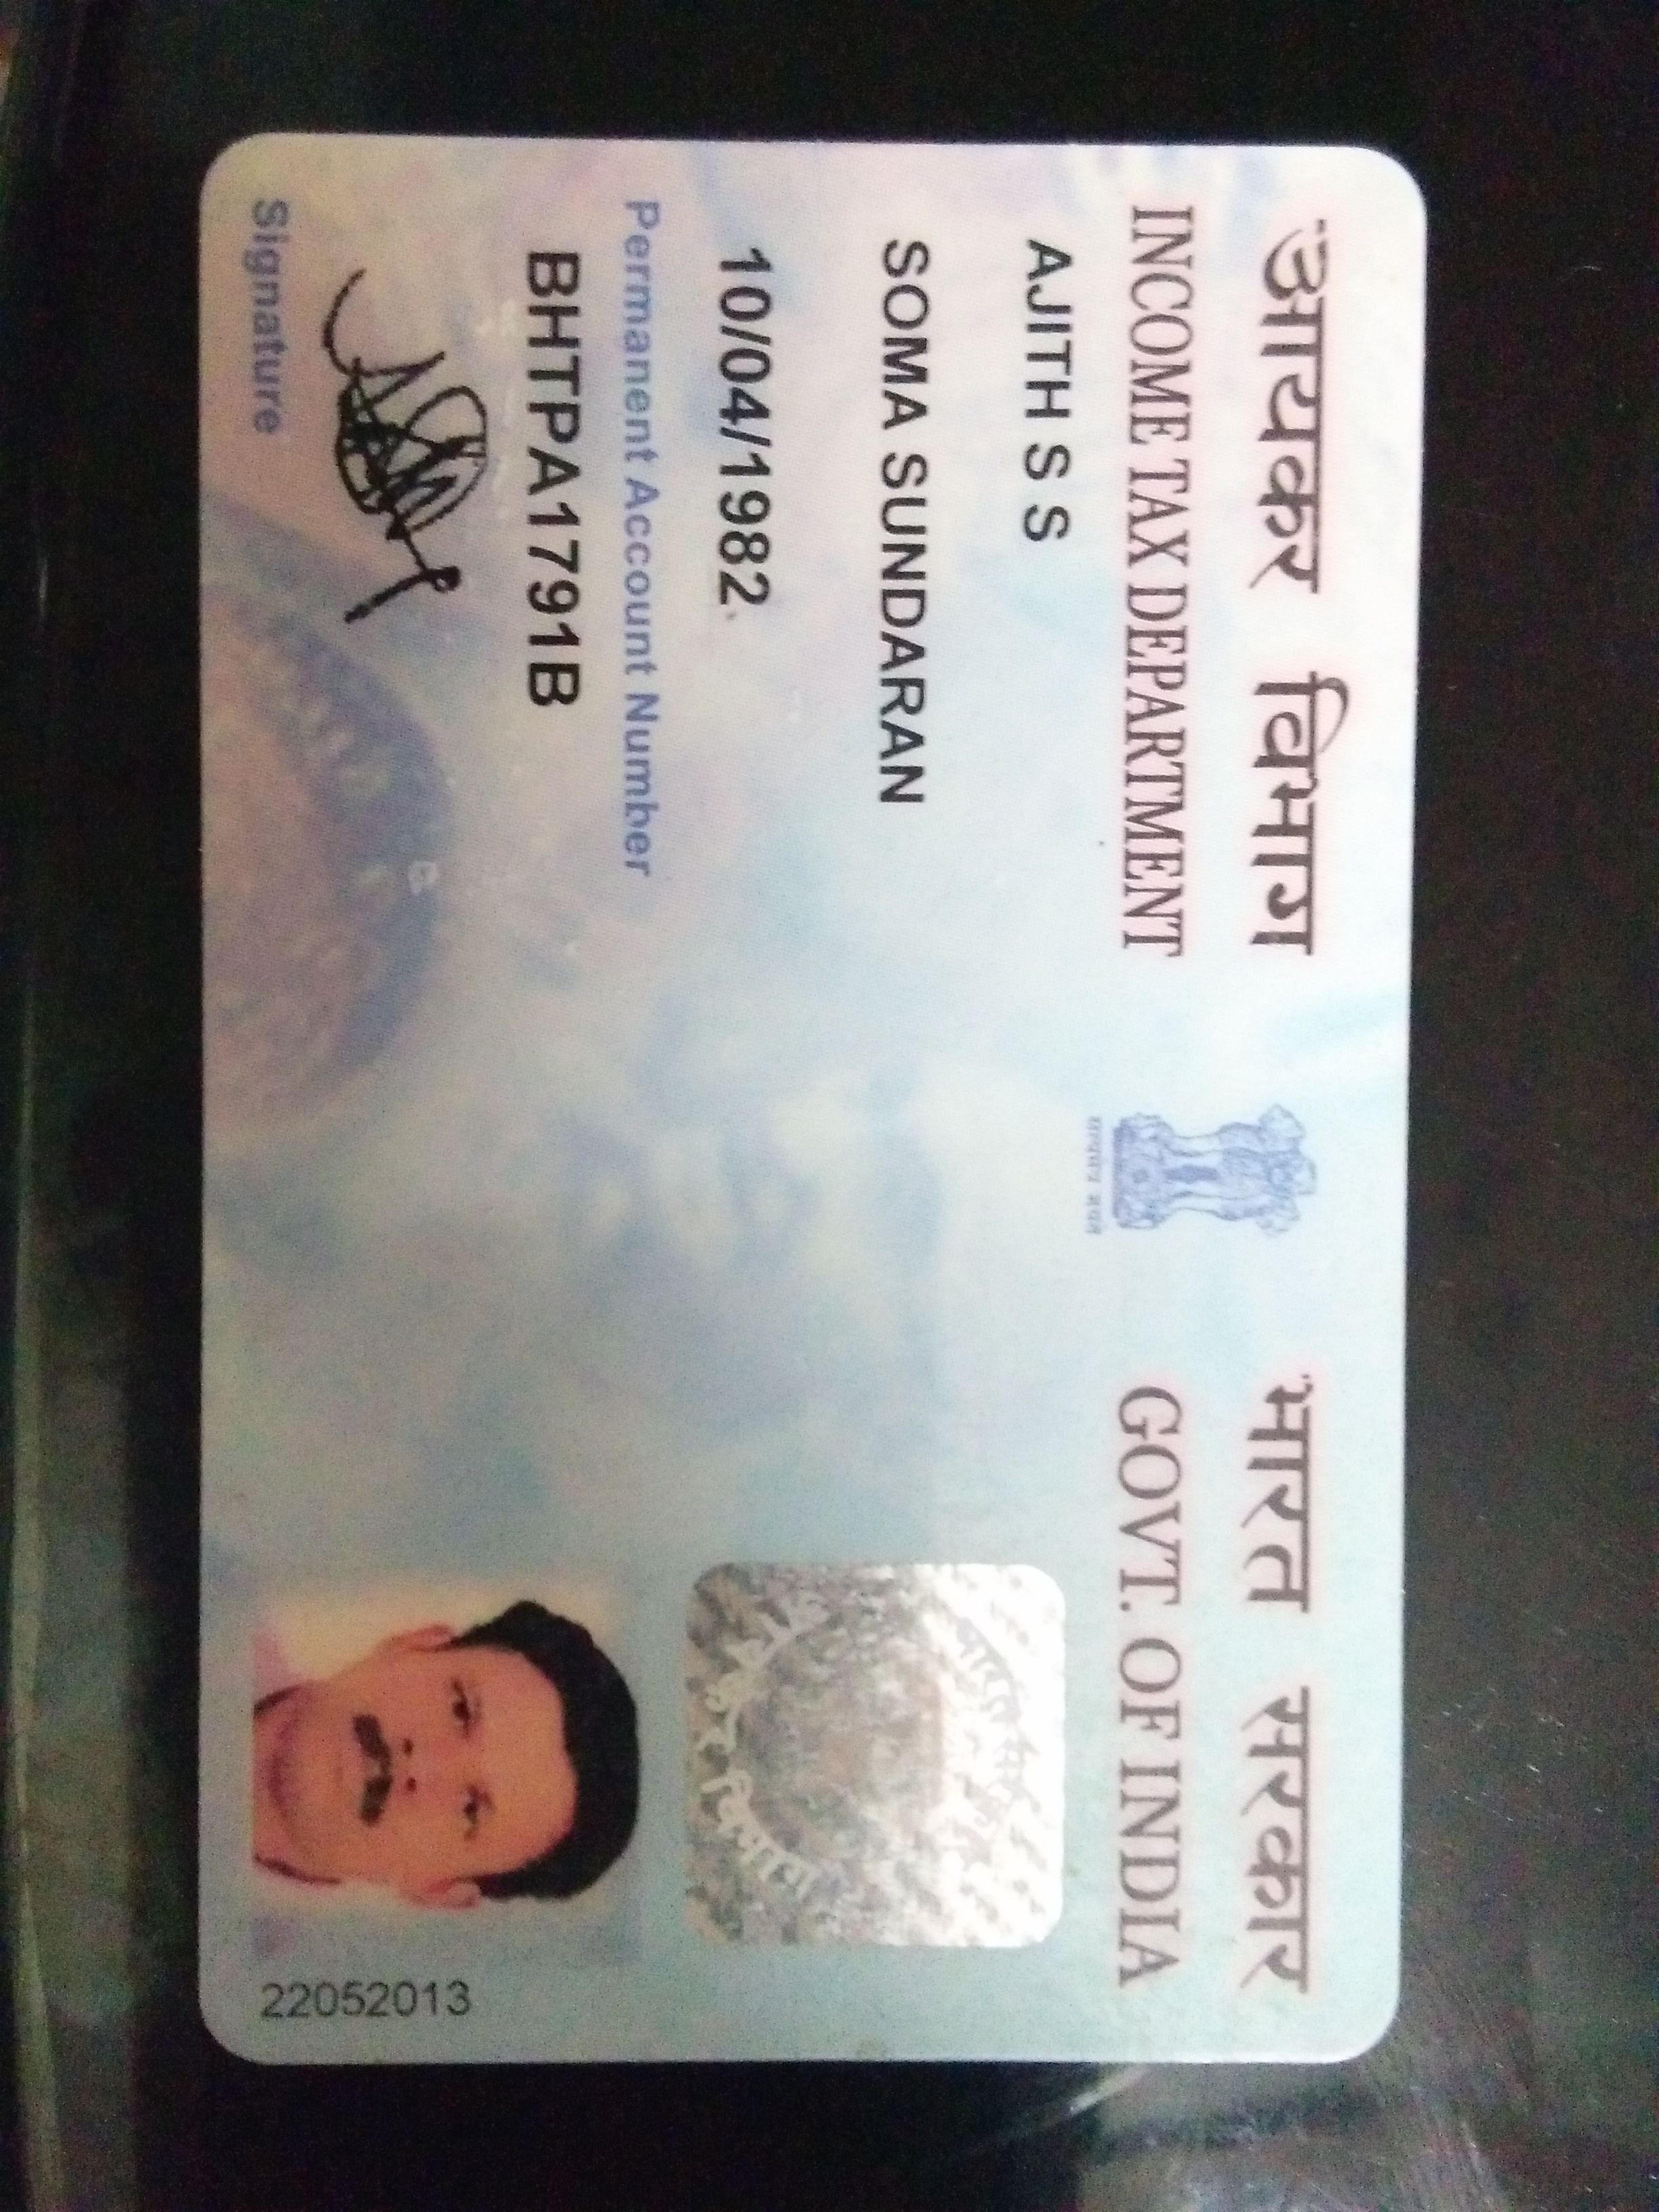 आयकर विभाग
INCOME TAX DEPARTMENT
भारत सरकार
GOVT. OF INDIA
सत्यमेव जयते
AJITH S S
SOMA SUNDARAN
10/04/1982
Permanent Account Number
BHTPA1791B
Signature
22052013